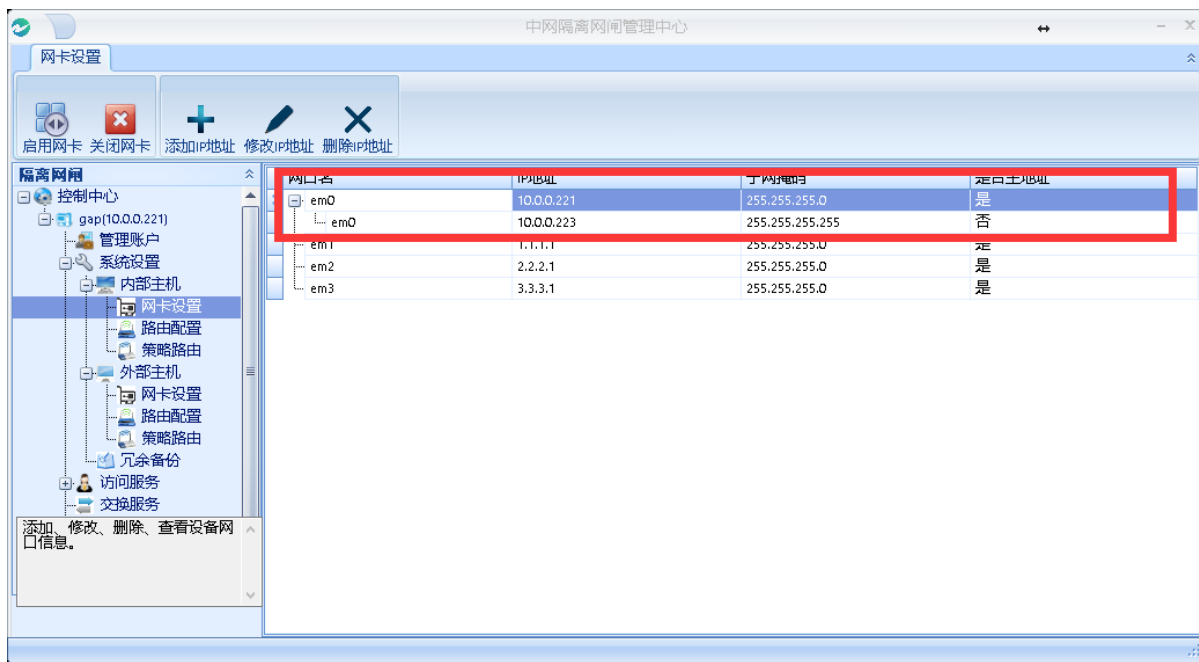 中网隔离网闸管理中心
网卡设置
启用网卡 关闭网卡 添加IP地址 修改IP地址 删除IP地址
隔离网闸
网口名 IP地址 子网掩码 是否主地址
控制中心
em0 10.0.0.221 255.255.255.0 是
gap(10.0.0.221)
em0 10.0.0.223 255.255.255.255 否
管理账户
em1 1.1.1.1 255.255.255.0 是
系统设置
em2 2.2.2.1 255.255.255.0 是
内部主机
em3 3.3.3.1 255.255.255.0 是
网卡设置
路由配置
策略路由
外部主机
网卡设置
路由配置
策略路由
冗余备份
访问服务
交换服务
添加、修改、删除、查看设备网
口信息。